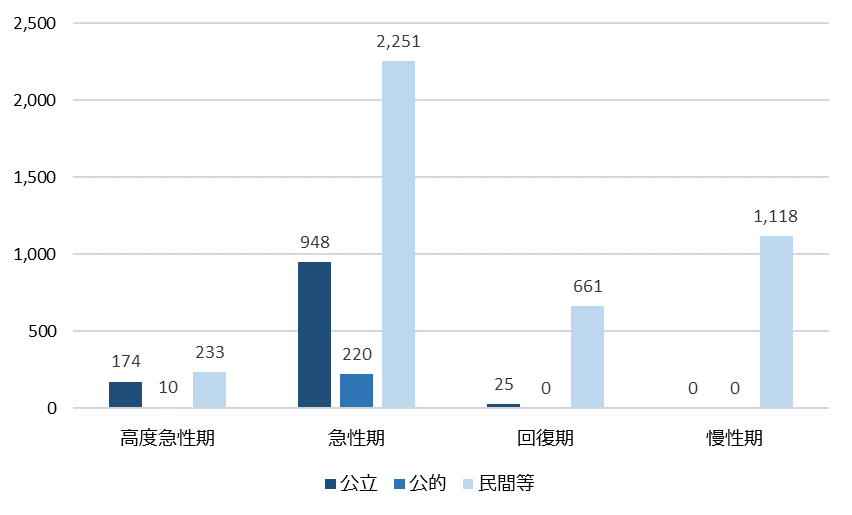 2,500
2,000
1,500
1,000
500
0
174
10
233
948
220
2,251
25
0
661
0
0
1,118
高度急性期
急性期
回復期
慢性期
公立
公的
民間等